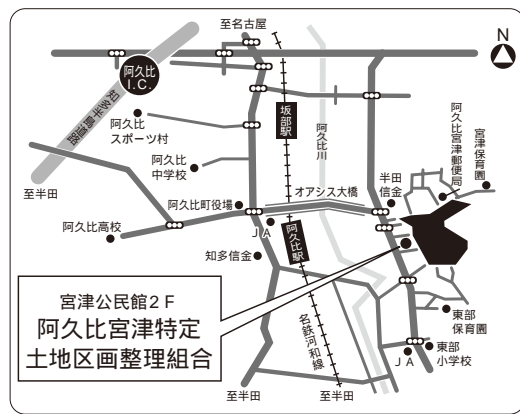 至名古屋
N
阿久比
I.C.
知多半島道路
坂部駅
阿久比川
阿久比
スポーツ村
阿久比宮津郵便局
宮津保育園
阿久比
中学校
半田
信金
至半田
オアシス大橋
阿久比町役場
阿久比高校
JA
阿久比駅
知多信金
宮津公民館2F
阿久比宮津特定
土地区画整理組合
名鉄河和線
東部
保育園
東部
小学校
JA
至半田
至半田